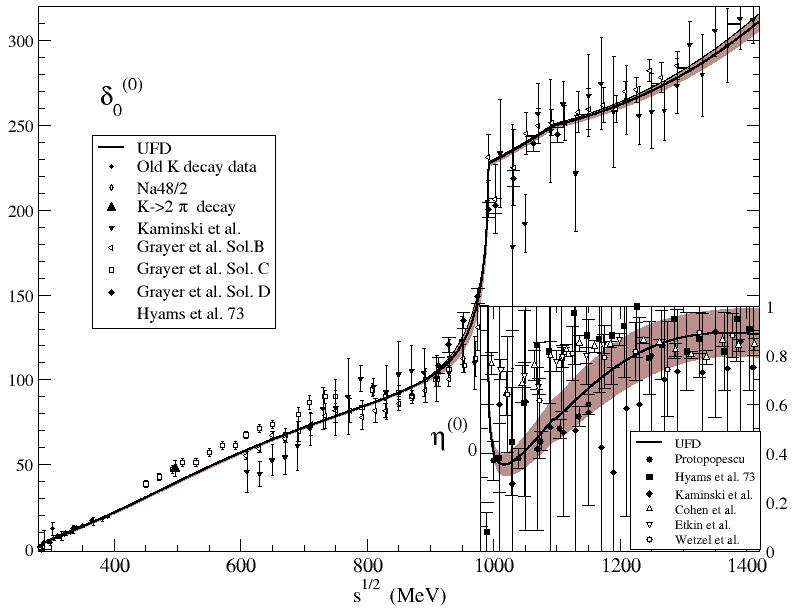 300
250
200
150
100
50
0
δ₀⁽⁰⁾
UFD
Old K decay data
Na48/2
K->2 π decay
Kaminski et al.
Grayer et al. Sol.B
Grayer et al. Sol. C
Grayer et al. Sol. D
Hyams et al. 73
η⁽⁰⁾
0
1
0.8
0.6
0.4
0.2
0
UFD
Protopopescu
Hyams et al. 73
Kaminski et al.
Cohen et al.
Etkin et al.
Wetzel et al.
400 600 800 1000 1200 1400
s^{1/2} (MeV)